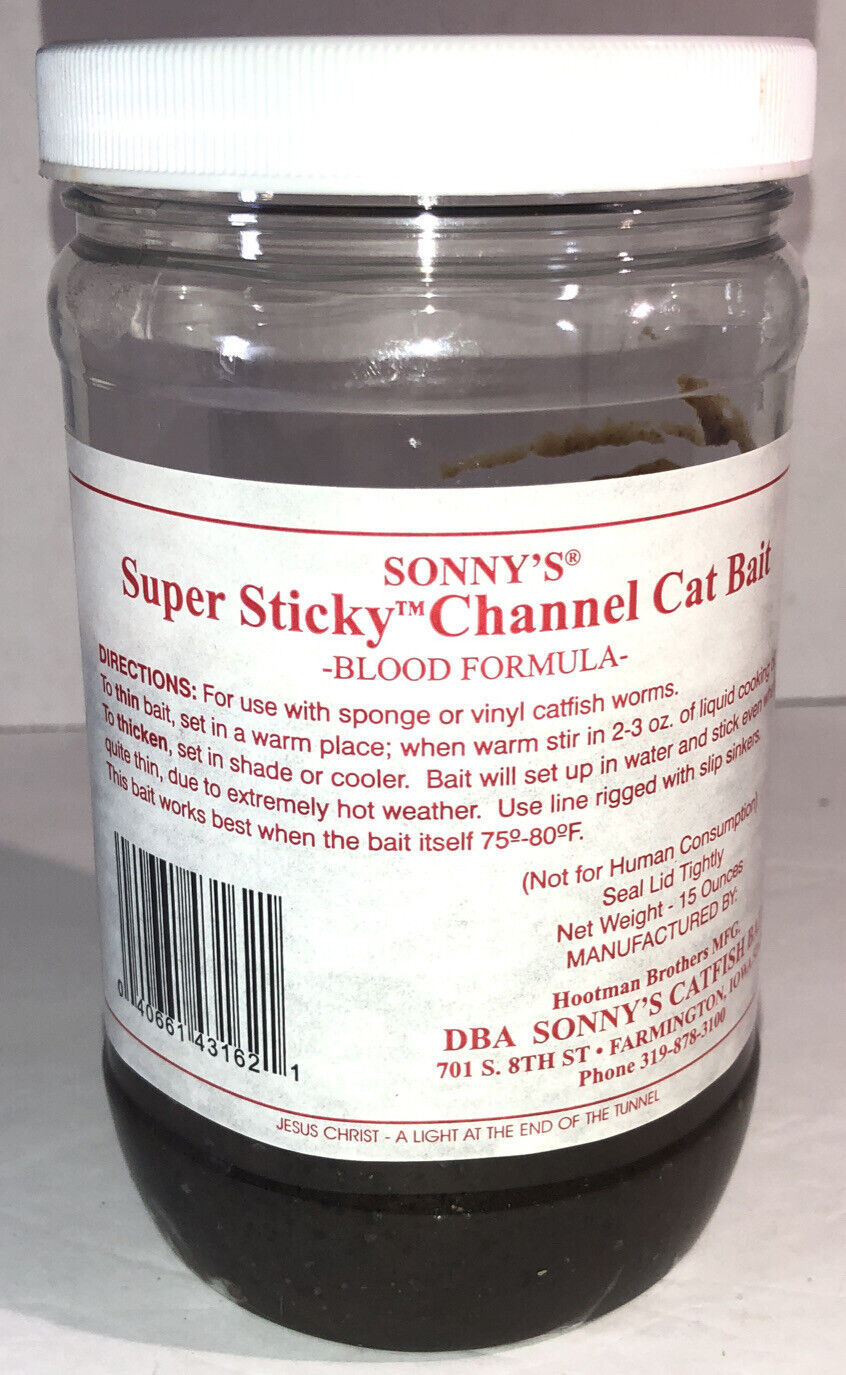 SONNY'S®
Super Sticky™ Channel Cat Bait
-BLOOD FORMULA-
DIRECTIONS: For use with sponge or vinyl catfish worms.
To thin bait, set in a warm place; when warm stir in 2-3 oz. of liquid cooking
To thicken, set in shade or cooler. Bait will set up in water and stick even
quite thin, due to extremely hot weather. Use line rigged with slip sinkers.
This bait works best when the bait itself 75º-80ºF.
(Not for Human Consumption)
Seal Lid Tightly
Net Weight - 15 Ounces
MANUFACTURED BY:
Hootman Brothers MFG.
DBA SONNY'S CATFISH
701 S. 8TH ST • FARMINGTON, IOWA
Phone 319-878-3100
0 40661 43162 1
JESUS CHRIST - A LIGHT AT THE END OF THE TUNNEL